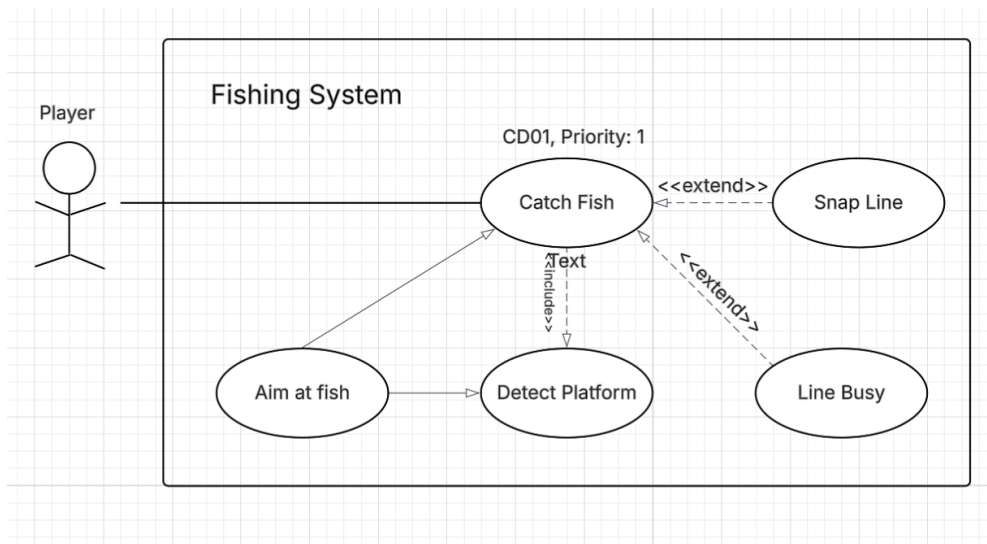 Fishing System
Player
CD01, Priority: 1
Catch Fish
<<extend>>
Snap Line
Text
<<include>>
<<extend>>
Aim at fish
Detect Platform
Line Busy